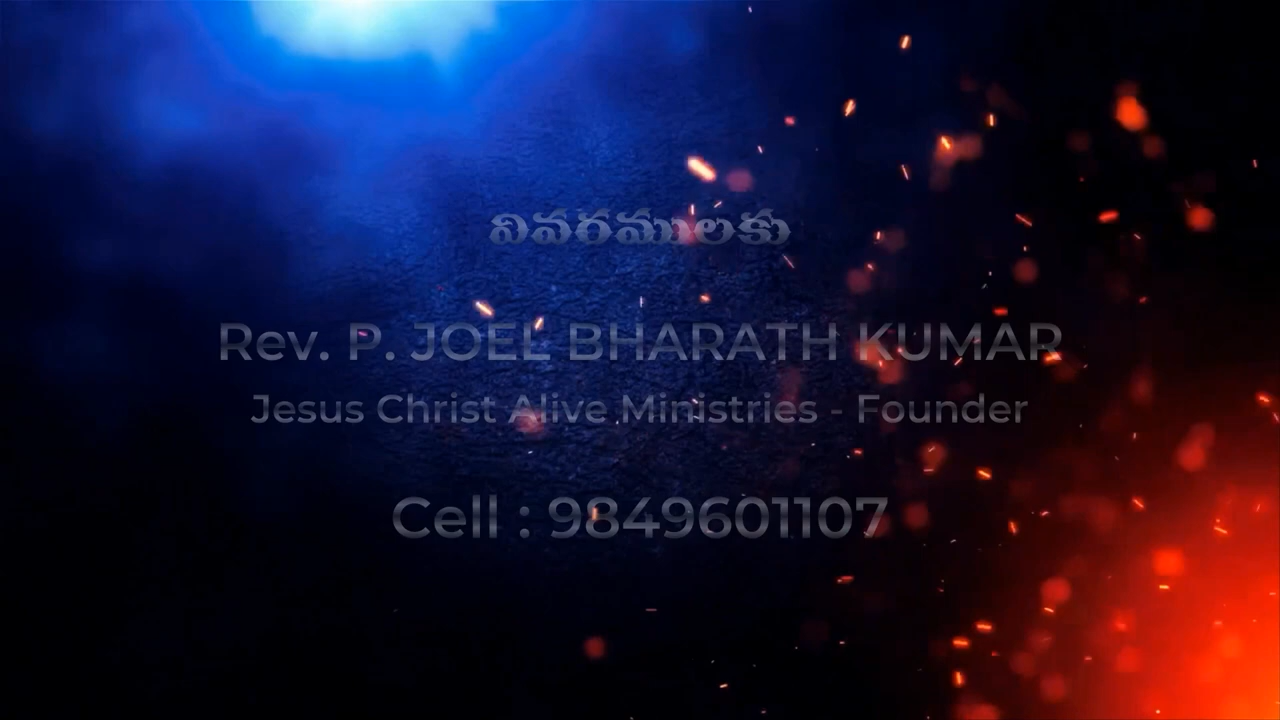 వివరములకు
Rev. P. JOEL BHARATH KUMAR
Jesus Christ Alive Ministries - Founder
Cell : 9849601107